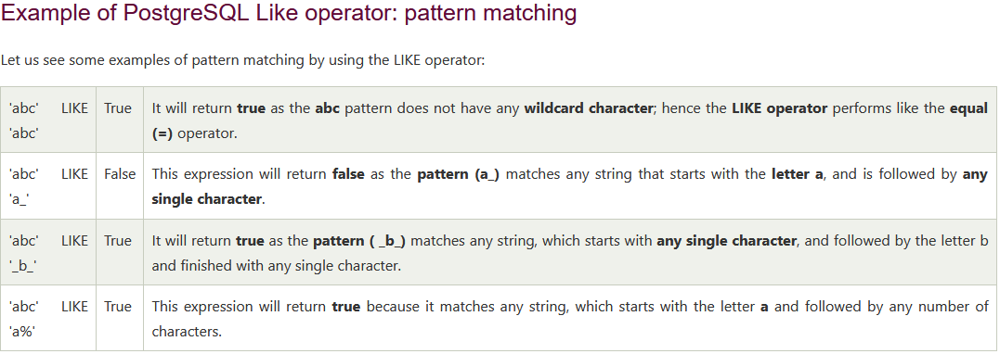 Example of PostgreSQL Like operator: pattern matching
Let us see some examples of pattern matching by using the LIKE operator:
'abc' LIKE 'abc'
True
It will return true as the abc pattern does not have any wildcard character; hence the LIKE operator performs like the equal
(=) operator.
'abc' LIKE 'a_'
False
This expression will return false as the pattern (a_) matches any string that starts with the letter a, and is followed by any
single character.
'abc' LIKE '_b_'
True
It will return true as the pattern ( _b_) matches any string, which starts with any single character, and followed by the letter b
and finished with any single character.
'abc' LIKE 'a%'
True
This expression will return true because it matches any string, which starts with the letter a and followed by any number of
characters.